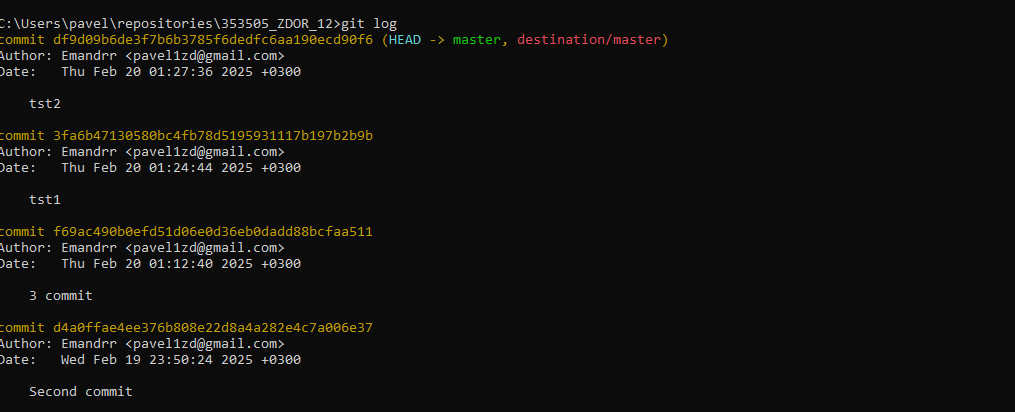 C:\Users\pavel\repositories\353505_ZDOR_12>git log
commit df9d09b6de3f7b6b3785f6dedfc6aa190ecd90f6 (HEAD -> master, destination/master)
Author: Emandrr <pavel1zd@gmail.com>
Date:   Thu Feb 20 01:27:36 2025 +0300
    tst2
commit 3fa6b47130580bc4fb78d5195931117b197b2b9b
Author: Emandrr <pavel1zd@gmail.com>
Date:   Thu Feb 20 01:24:44 2025 +0300
    tst1
commit f69ac490b0efd51d06e0d36eb0dadd88bcfaa511
Author: Emandrr <pavel1zd@gmail.com>
Date:   Thu Feb 20 01:12:40 2025 +0300
    3 commit
commit d4a0ffae4ee376b808e22d8a4a282e4c7a006e37
Author: Emandrr <pavel1zd@gmail.com>
Date:   Wed Feb 19 23:50:24 2025 +0300
    Second commit